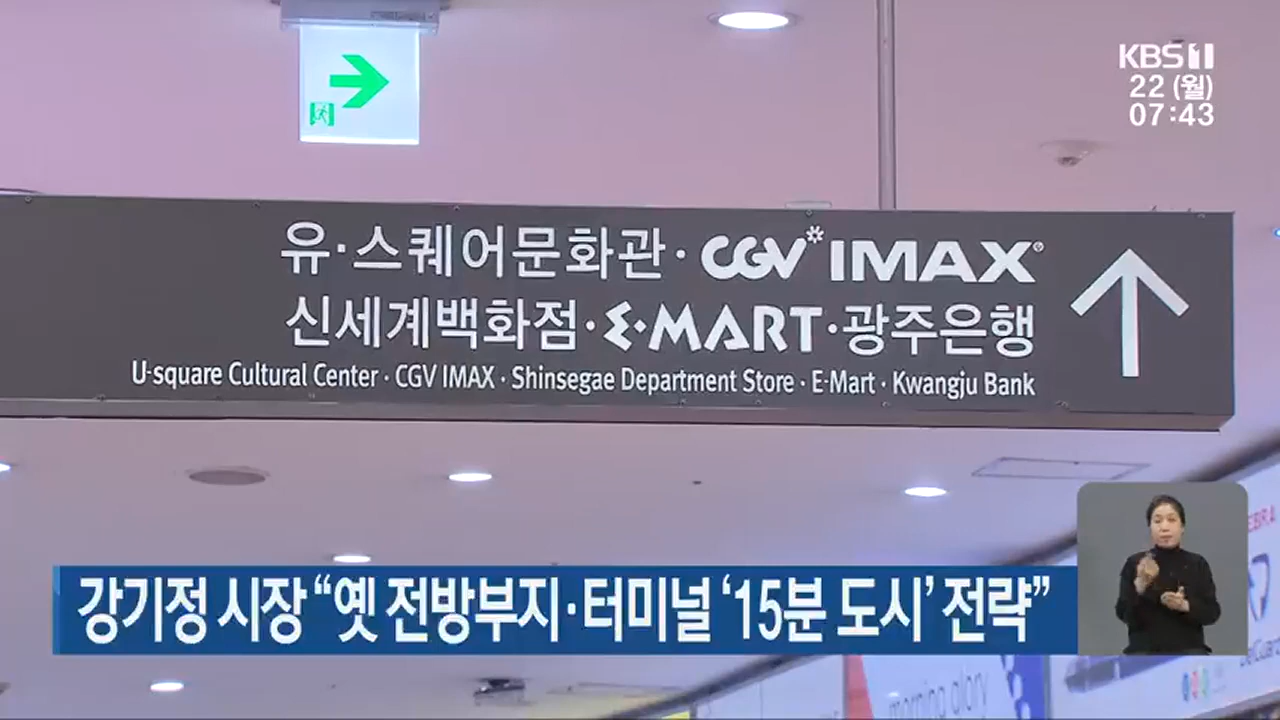 KBS 1
22 (월)
07:43
유·스퀘어문화관·CGV IMAX
신세계백화점·E·MART·광주은행
U-square Cultural Center · CGV IMAX · Shinsegae Department Store · E-Mart · Kwangju Bank
강기정 시장 “옛 전방부지·터미널 ‘15분 도시’ 전략”
morning glory